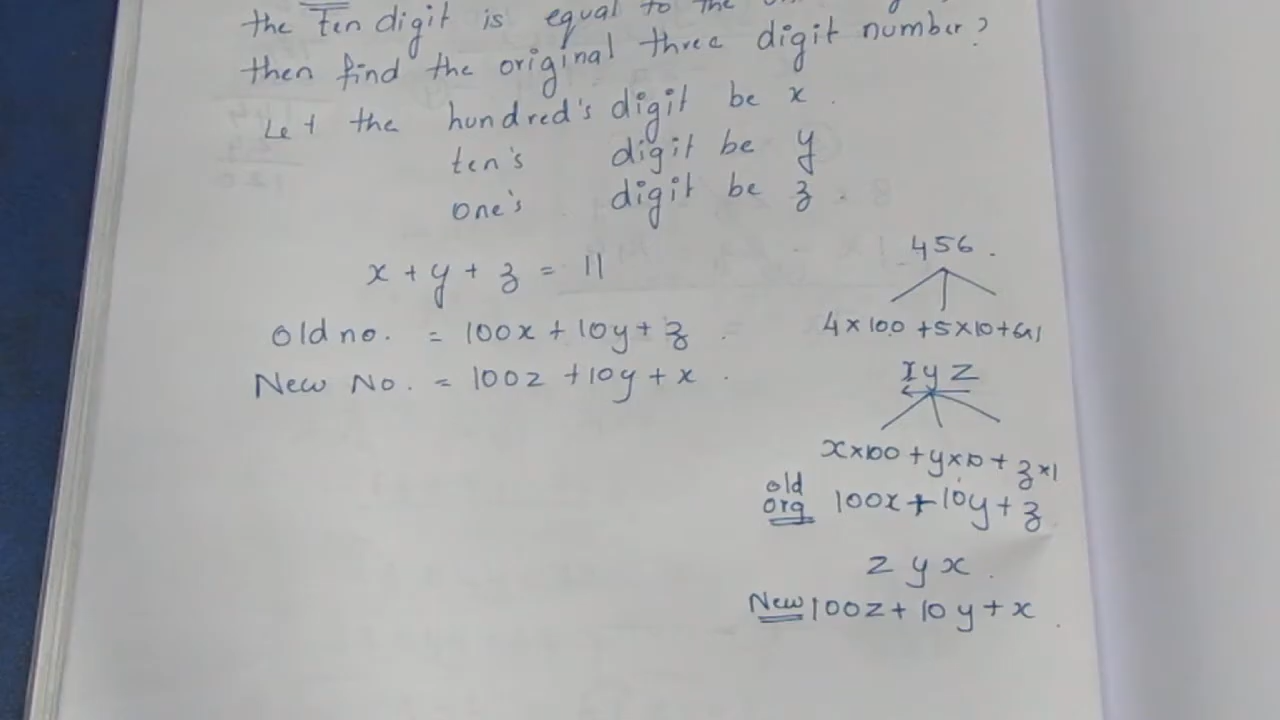 the Ten digit is equal to the
then find the original three digit number?
Let the hundred's digit be x.
ten's digit be y
one's digit be z.
x + y + z = 11
old no. = 100x + 10y + z.
New No. = 100z + 10y + x.
456.
4×100 + 5×10 + 6×1
xyz
x×100 + y×10 + z×1
old
org 100x + 10y + z
z y x.
New 100z + 10y + x.